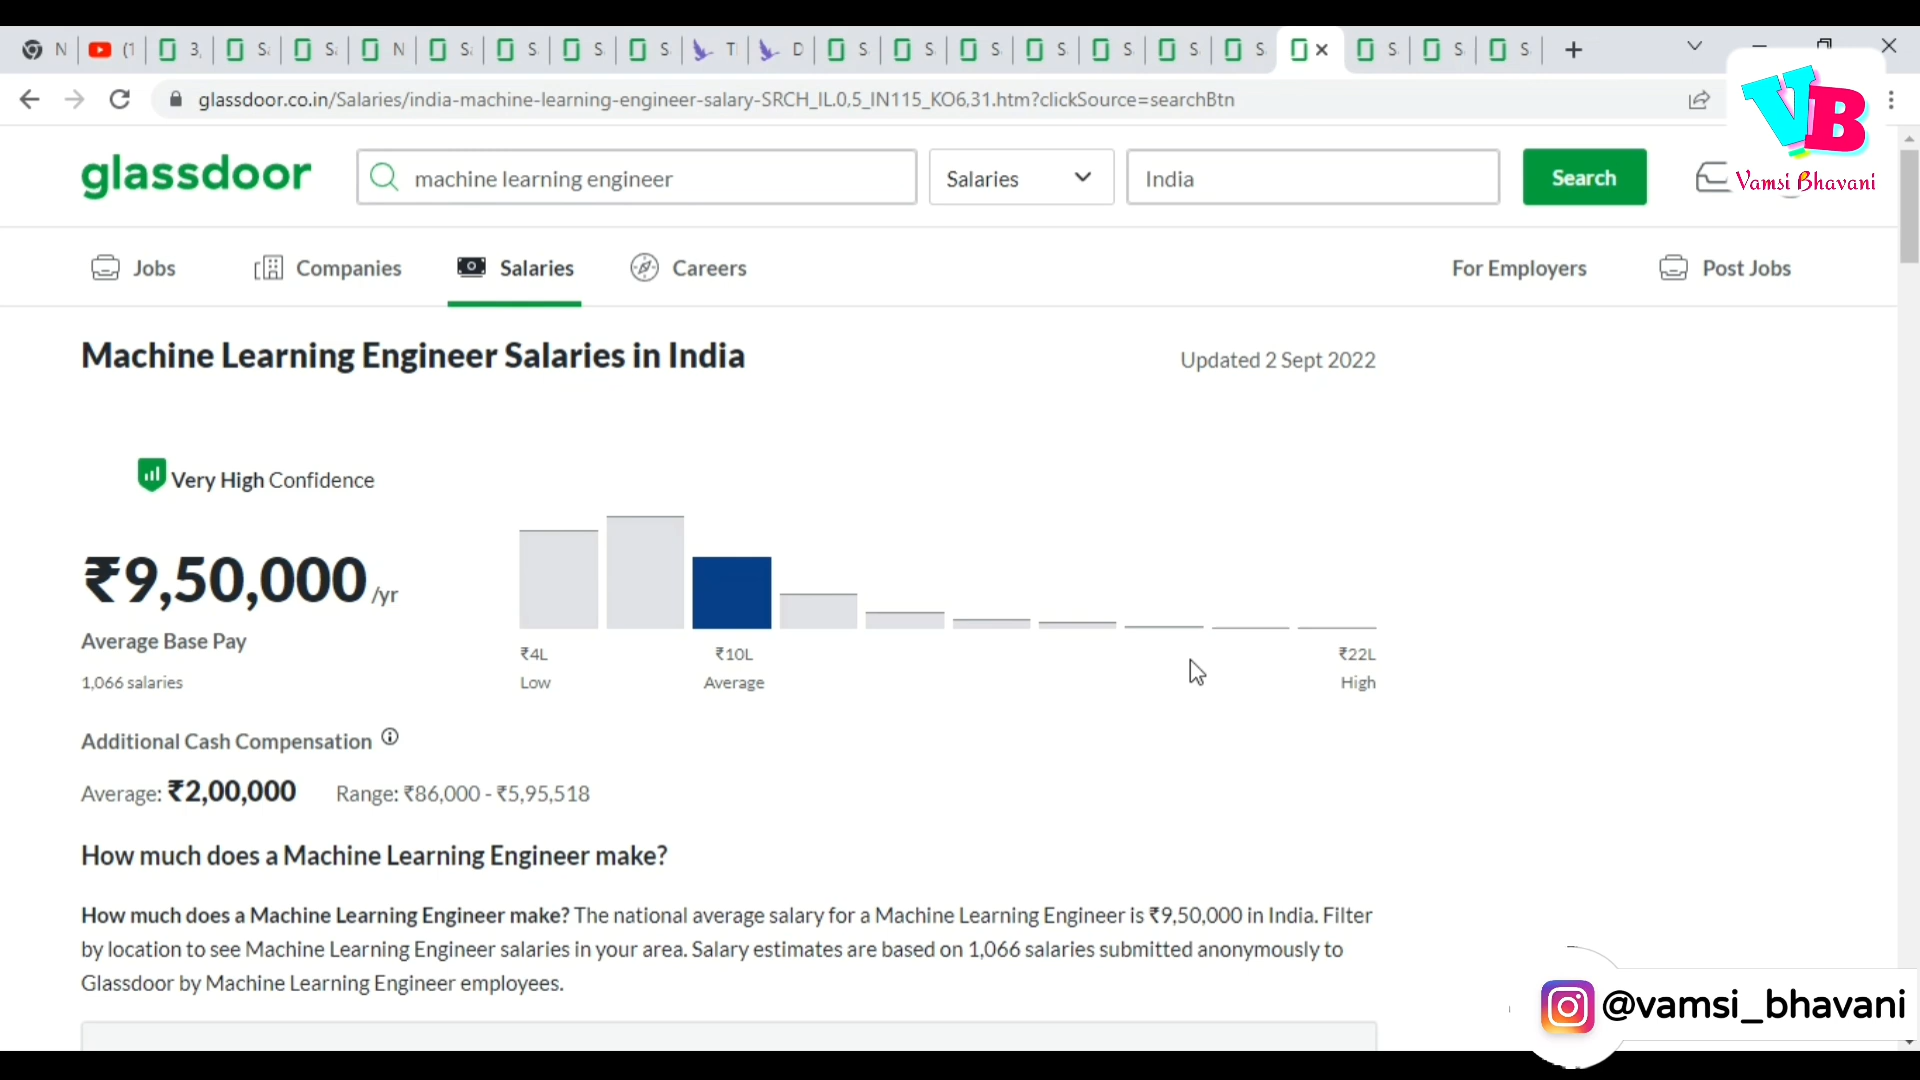 N
(1
3,
Sa
Sa
N
Sa
S
S
S
T
D
S
S
S
S
S
S
S
S
S
S
glassdoor.co.in/Salaries/india-machine-learning-engineer-salary-SRCH_IL.0,5_IN115_KO6,31.htm?clickSource=searchBtn
VB
Vamsi Bhavani
glassdoor
machine learning engineer
Salaries
India
Search
Jobs
Companies
Salaries
Careers
For Employers
Post Jobs
Machine Learning Engineer Salaries in India
Updated 2 Sept 2022
Very High Confidence
₹9,50,000 /yr
Average Base Pay
1,066 salaries
₹4L
Low
₹10L
Average
₹22L
High
Additional Cash Compensation
Average: ₹2,00,000
Range: ₹86,000 - ₹5,95,518
How much does a Machine Learning Engineer make?
How much does a Machine Learning Engineer make? The national average salary for a Machine Learning Engineer is ₹9,50,000 in India. Filter
by location to see Machine Learning Engineer salaries in your area. Salary estimates are based on 1,066 salaries submitted anonymously to
Glassdoor by Machine Learning Engineer employees.
@vamsi_bhavani